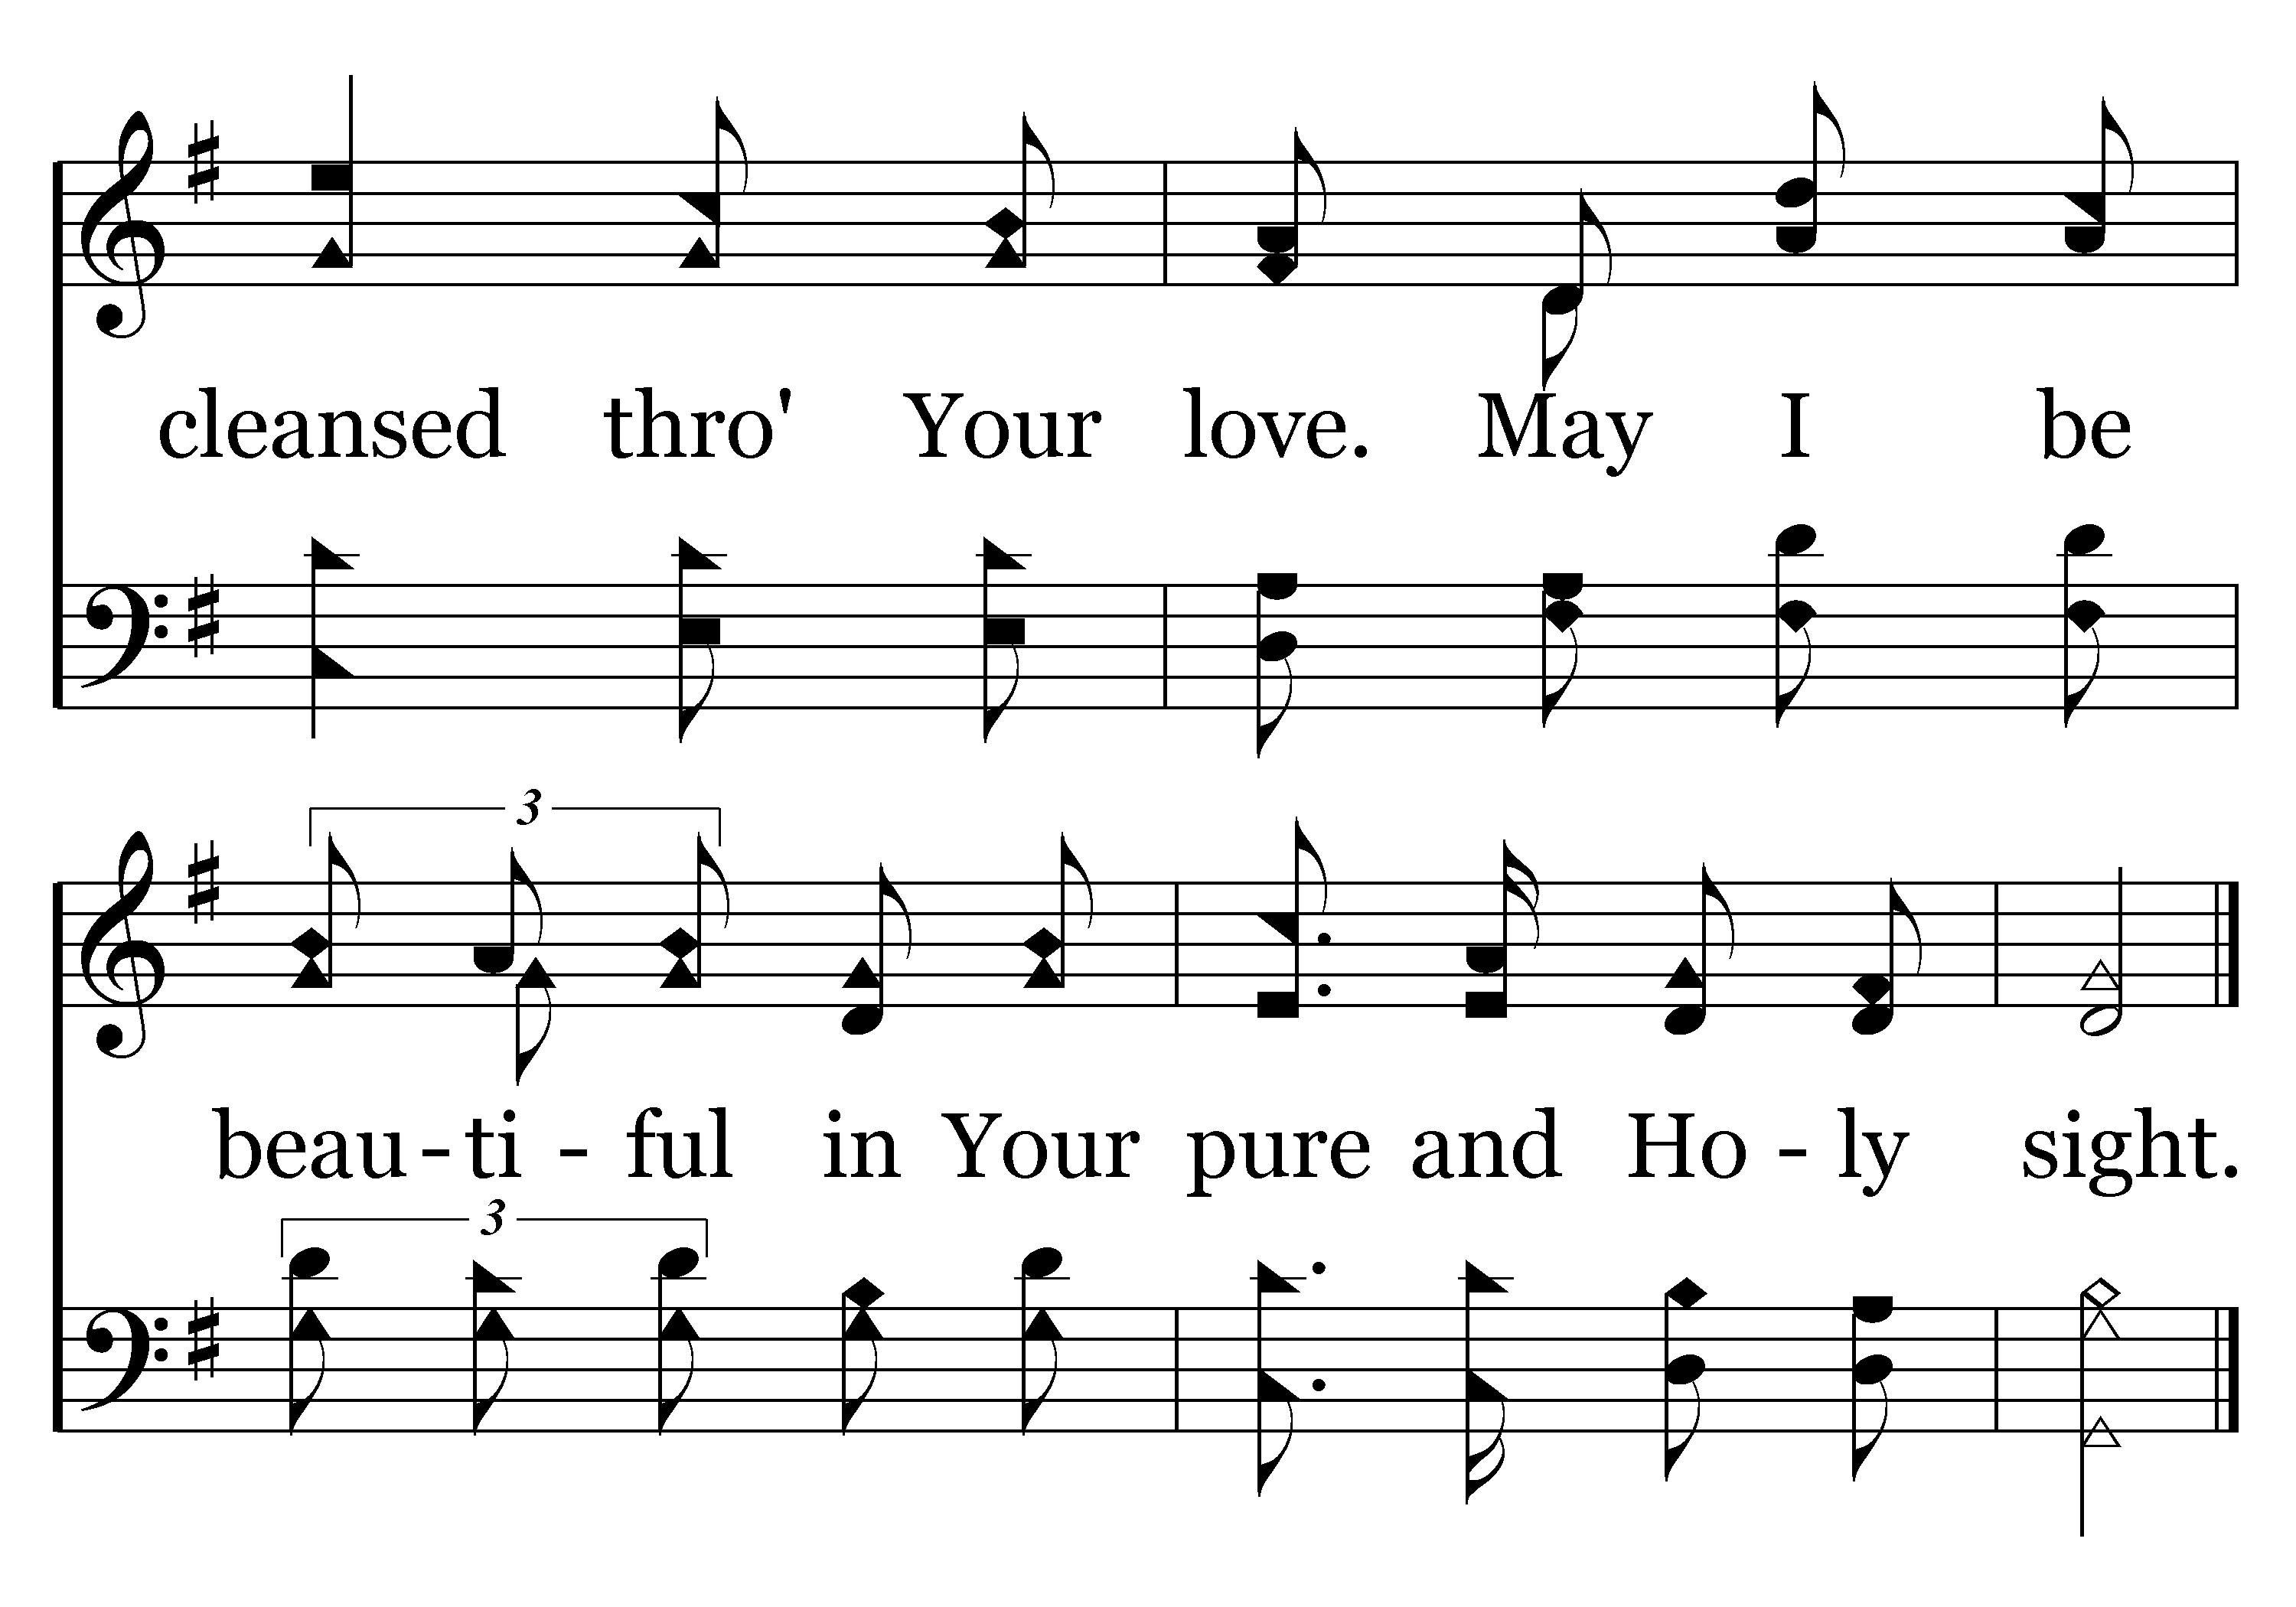 cleansed thro' Your love. May I be
3
beau - ti - ful in Your pure and Ho - ly sight.
3